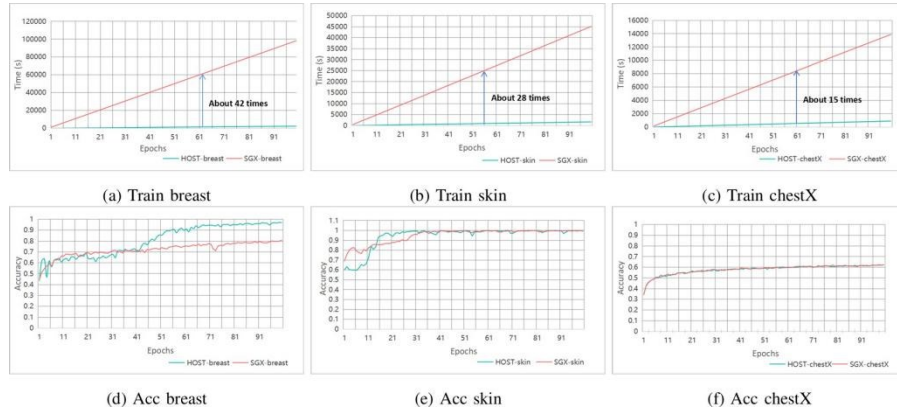 120000
100000
80000
60000
40000
20000
0
Time (s)
About 42 times
1 11 21 31 41 51 61 71 81 91
Epochs
HOST-breast SGX-breast
(a) Train breast
50000
45000
40000
35000
30000
25000
20000
15000
10000
5000
0
Time (s)
About 28 times
1 11 21 31 41 51 61 71 81 91
Epochs
HOST-skin SGX-skin
(b) Train skin
16000
14000
12000
10000
8000
6000
4000
2000
0
Time (s)
About 15 times
1 11 21 31 41 51 61 71 81 91
Epochs
HOST-chestX SGX-chestX
(c) Train chestX
1
0.9
0.8
0.7
0.6
0.5
0.4
0.3
0.2
0.1
0
Accuracy
1 11 21 31 41 51 61 71 81 91
Epochs
HOST-breast SGX-breast
(d) Acc breast
1.1
1
0.9
0.8
0.7
0.6
0.5
0.4
0.3
0.2
0.1
0
Accuracy
1 11 21 31 41 51 61 71 81 91
Epochs
HOST-skin SGX-skin
(e) Acc skin
1
0.9
0.8
0.7
0.6
0.5
0.4
0.3
0.2
0.1
0
Accuracy
1 11 21 31 41 51 61 71 81 91
Epochs
HOST-chestX SGX-chestX
(f) Acc chestX